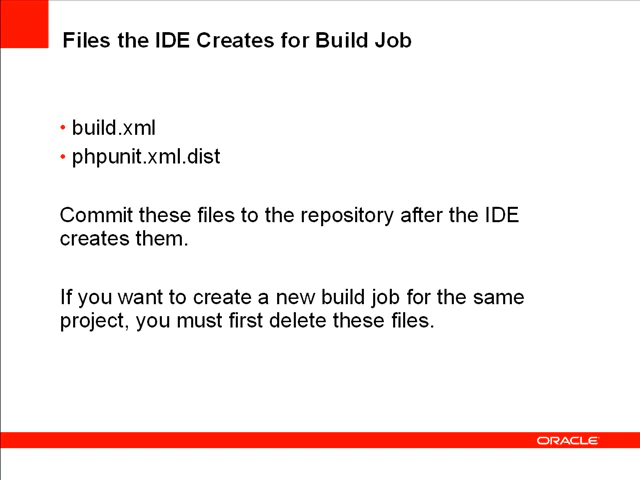 Files the IDE Creates for Build Job
• build.xml
• phpunit.xml.dist
Commit these files to the repository after the IDE
creates them.
If you want to create a new build job for the same
project, you must first delete these files.
ORACLE